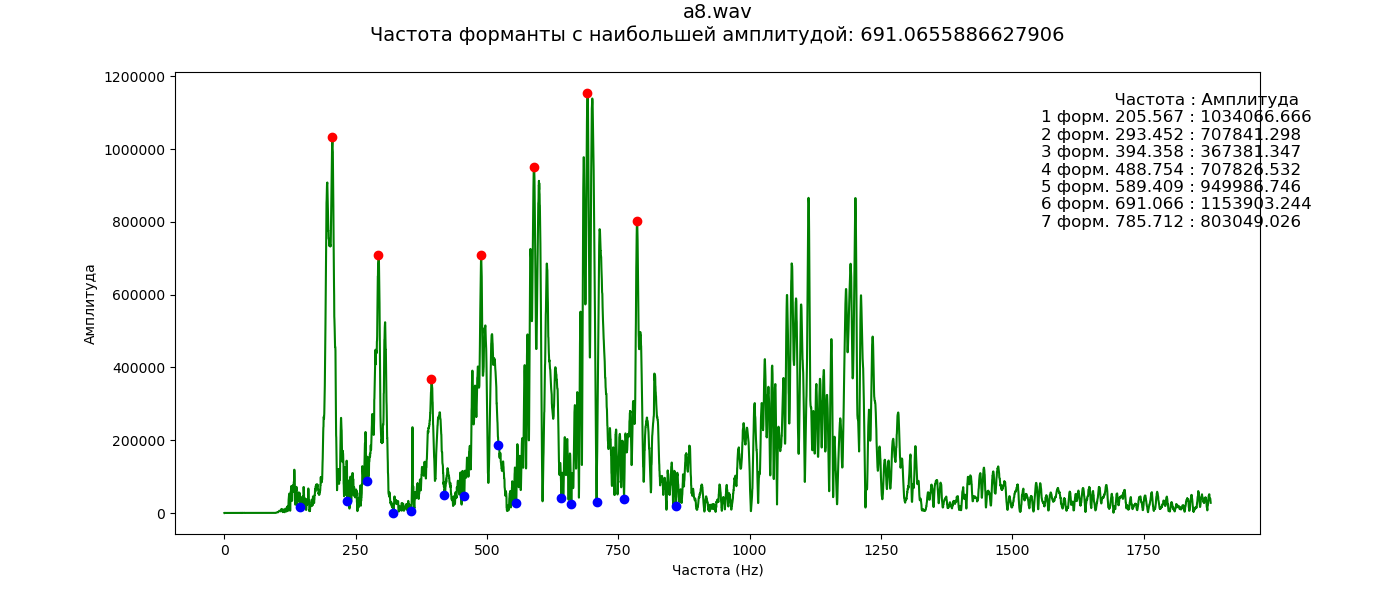 a8.wav
Частота форманты с наибольшей амплитудой: 691.0655886627906
Частота : Амплитуда
1 форм. 205.567 : 1034066.666
2 форм. 293.452 : 707841.298
3 форм. 394.358 : 367381.347
4 форм. 488.754 : 707826.532
5 форм. 589.409 : 949986.746
6 форм. 691.066 : 1153903.244
7 форм. 785.712 : 803049.026
1200000
1000000
800000
600000
400000
200000
0
Амплитуда
0 250 500 750 1000 1250 1500 1750
Частота (Hz)